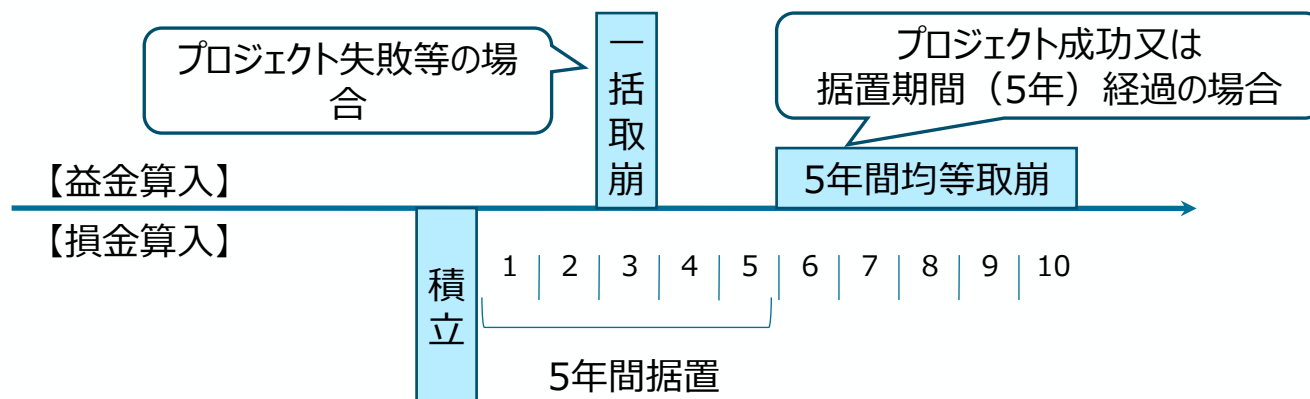 プロジェクト失敗等の場
合
一括取崩
プロジェクト成功又は
据置期間（5年）経過の場合
【益金算入】
5年間均等取崩
【損金算入】
積立
1 2 3 4 5 6 7 8 9 10
5年間据置